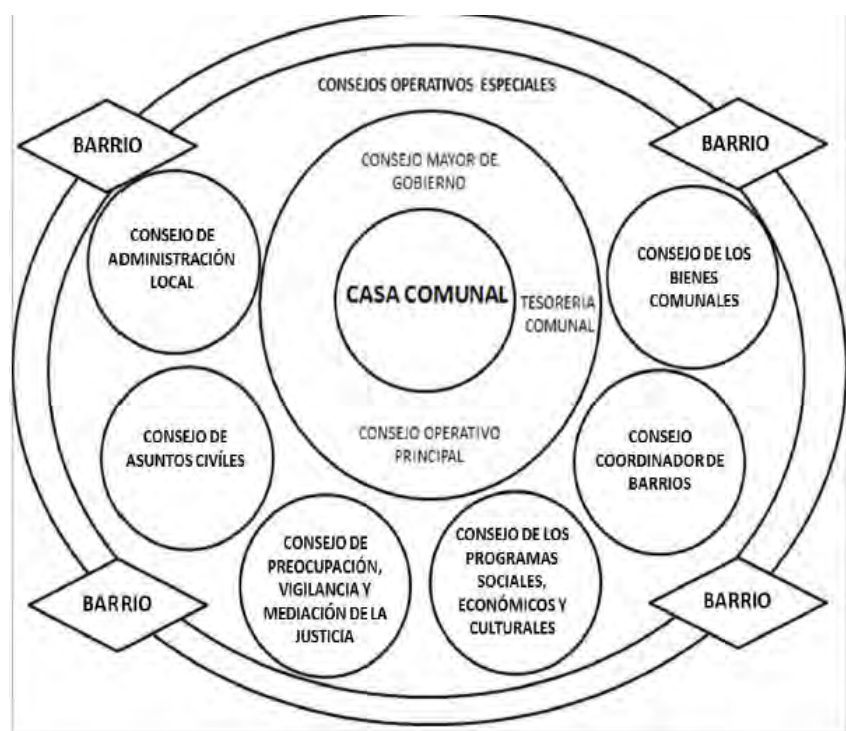 CONSEJOS OPERATIVOS ESPECIALES
BARRIO
BARRIO
CONSEJO MAYOR DE
GOBIERNO
CONSEJO DE
ADMINISTRACIÓN
LOCAL
CASA COMUNAL
TESORERÍA
COMUNAL
CONSEJO DE LOS
BIENES
COMUNALES
CONSEJO OPERATIVO
PRINCIPAL
CONSEJO DE
ASUNTOS CIVÍLES
CONSEJO
COORDINADOR DE
BARRIOS
CONSEJO DE
PREOCUPACIÓN,
VIGILANCIA Y
MEDIACIÓN DE LA
JUSTICIA
CONSEJO DE LOS
PROGRAMAS
SOCIALES,
ECONÓMICOS Y
CULTURALES
BARRIO
BARRIO